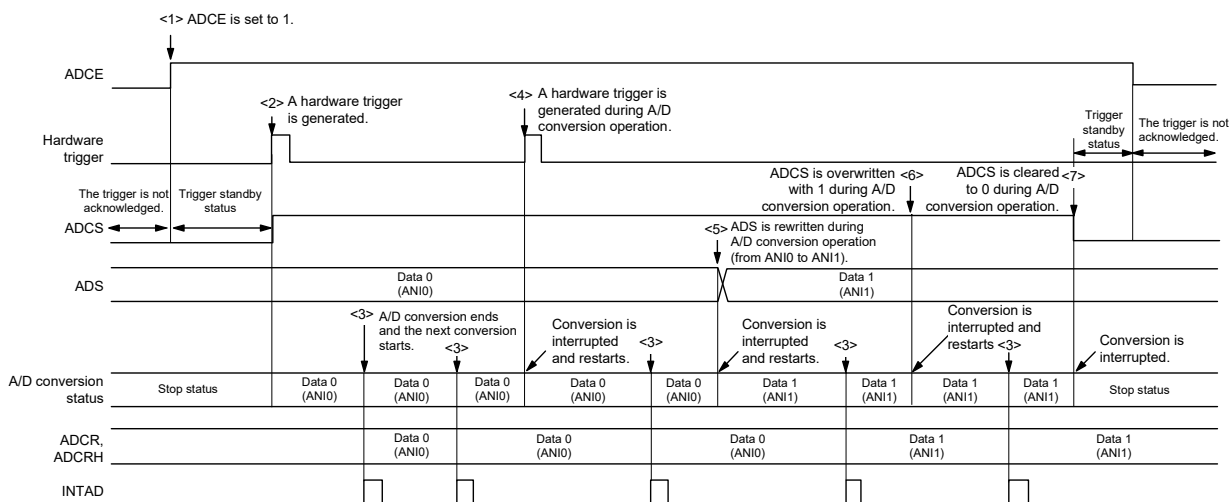 <1> ADCE is set to 1.
ADCE
<2> A hardware trigger
is generated.
<4> A hardware trigger is
generated during A/D
conversion operation.
Trigger
standby
status
The trigger is not
acknowledged.
Hardware
trigger
The trigger is not
acknowledged.
Trigger standby
status
ADCS is overwritten
with 1 during A/D
conversion operation.
<6>
ADCS is cleared
to 0 during A/D
conversion operation.
<7>
ADCS
<5> ADS is rewritten during
A/D conversion operation
(from ANI0 to ANI1).
ADS
Data 0
(ANI0)
Data 1
(ANI1)
<3> A/D conversion ends
and the next conversion
starts.
<3>
Conversion is
interrupted
and restarts.
<3>
Conversion is
interrupted
and restarts.
<3>
Conversion is
interrupted and
restarts <3>
Conversion is
interrupted.
A/D conversion
status
Stop status
Data 0
(ANI0)
Data 0
(ANI0)
Data 0
(ANI0)
Data 0
(ANI0)
Data 0
(ANI0)
Data 1
(ANI1)
Data 1
(ANI1)
Data 1
(ANI1)
Data 1
(ANI1)
Stop status
ADCR,
ADCRH
Data 0
(ANI0)
Data 0
(ANI0)
Data 0
(ANI0)
Data 1
(ANI1)
Data 1
(ANI1)
INTAD